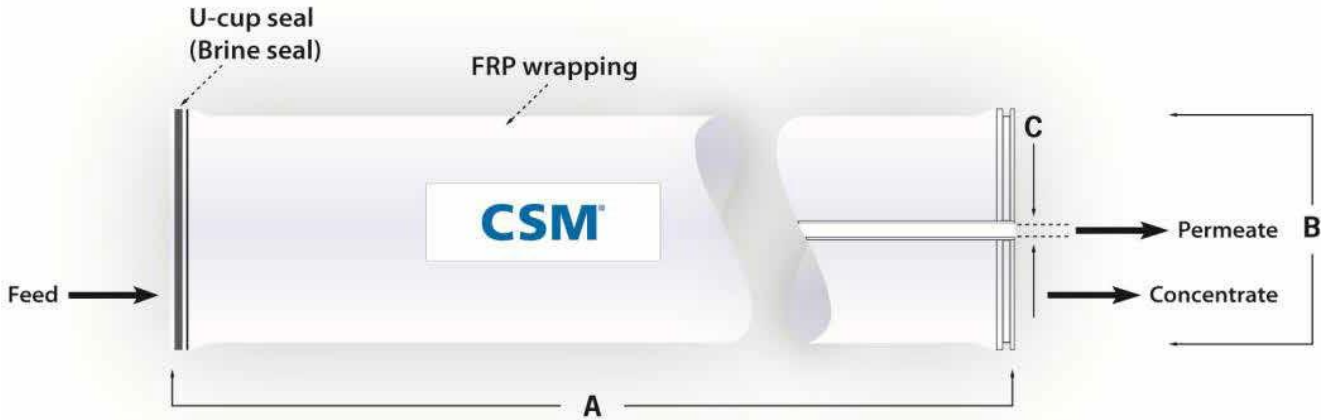 U-cup seal
(Brine seal)
FRP wrapping
C
CSM®
Permeate
B
Feed
Concentrate
A